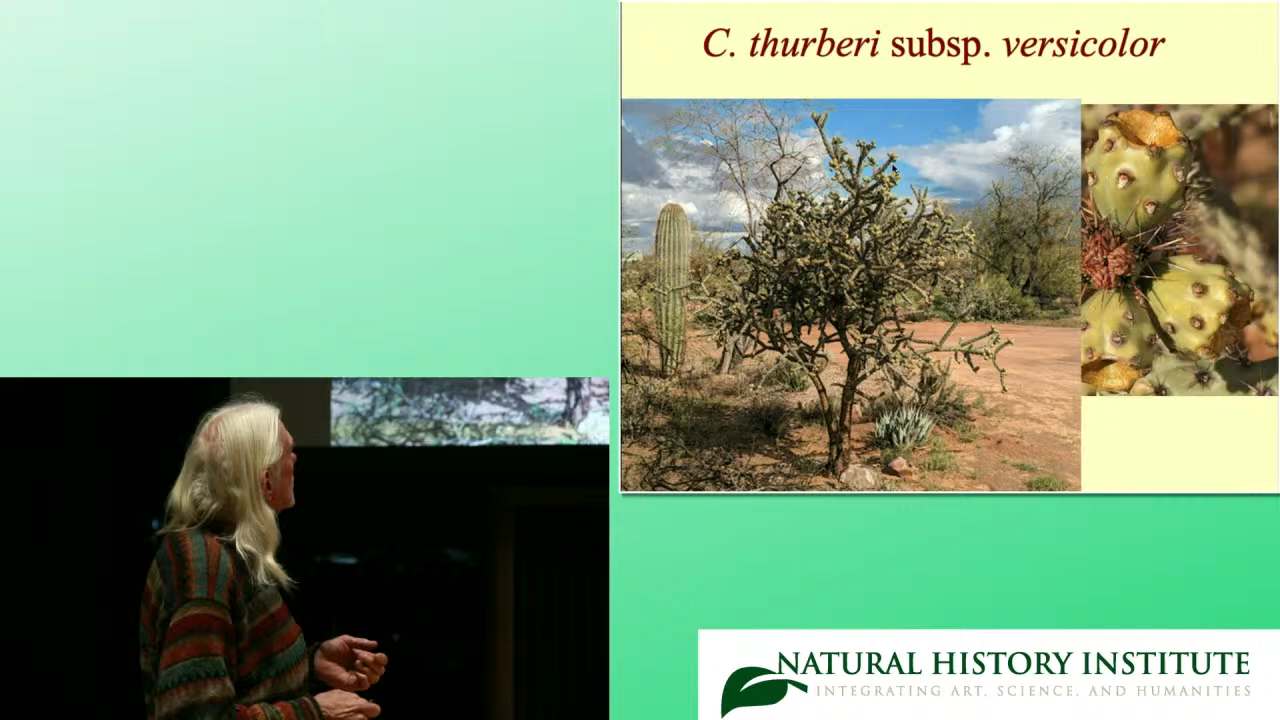 C. thurberi subsp. versicolor
NATURAL HISTORY INSTITUTE
INTEGRATING ART, SCIENCE, AND HUMANITIES